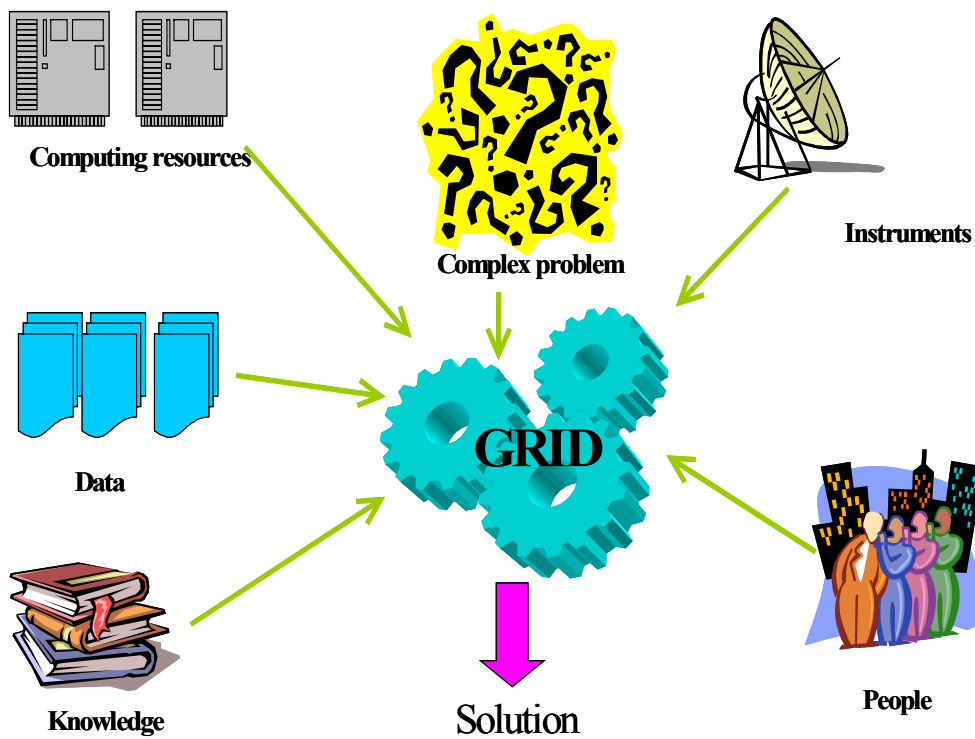 Computing resources
Complex problem
Instruments
Data
GRID
Knowledge
Solution
People